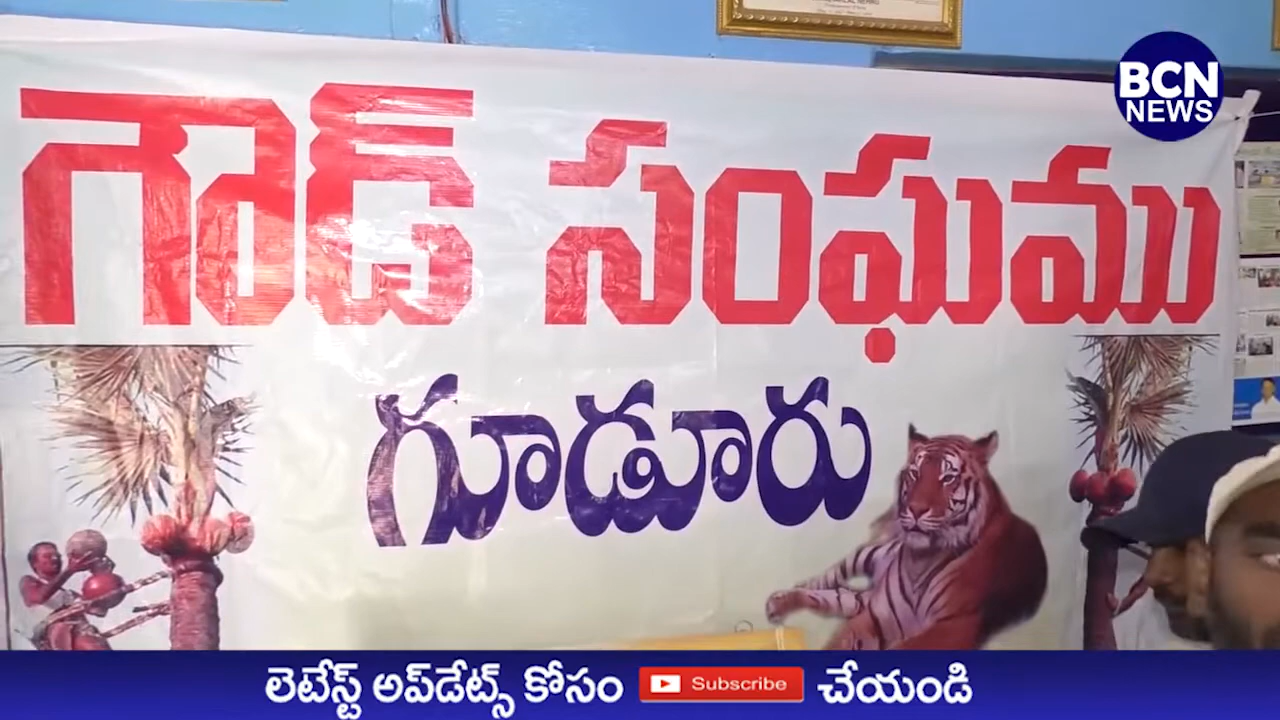 BCN
NEWS
గౌడ్ సంఘము
గూడూరు
లెటేస్ట్ అప్‌డేట్స్ కోసం Subscribe చేయండి